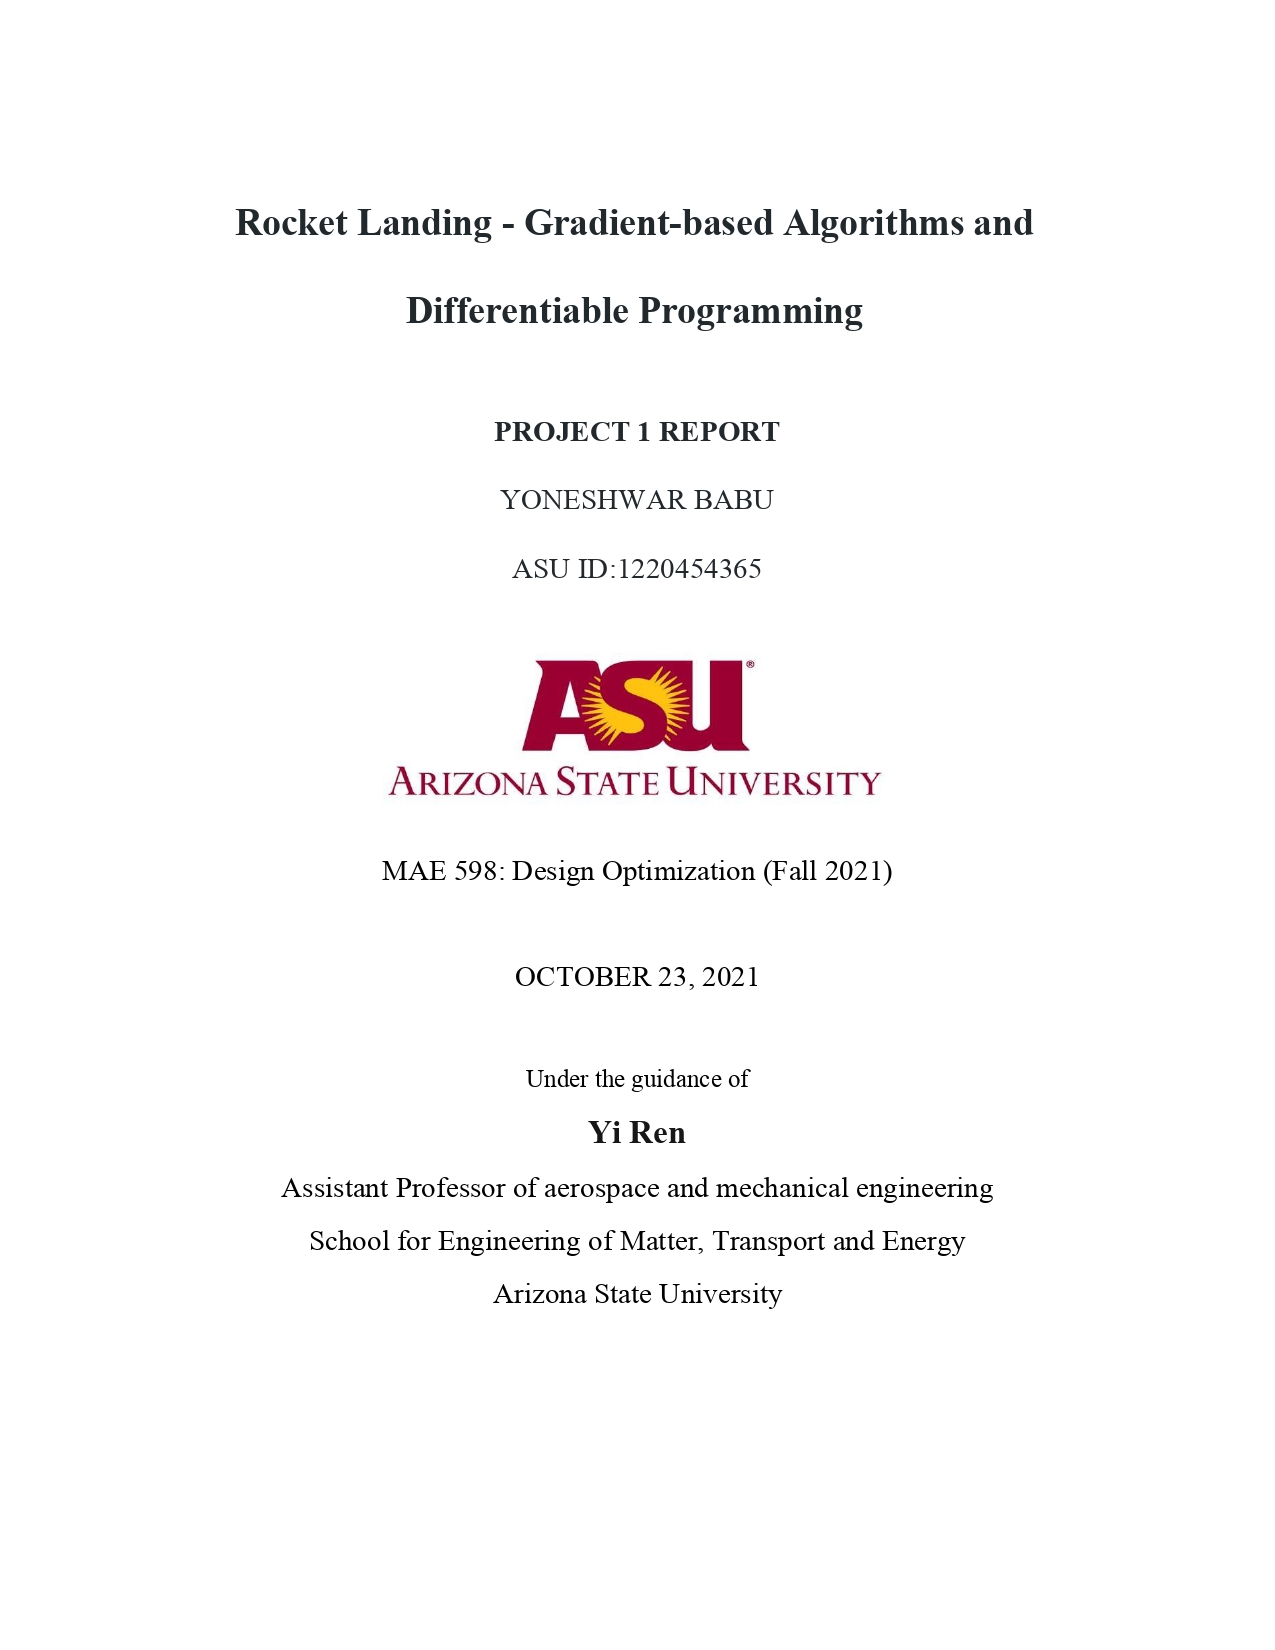 Rocket Landing - Gradient-based Algorithms and
Differentiable Programming
PROJECT 1 REPORT
YONESHWAR BABU
ASU ID:1220454365
ASU®
ARIZONA STATE UNIVERSITY
MAE 598: Design Optimization (Fall 2021)
OCTOBER 23, 2021
Under the guidance of
Yi Ren
Assistant Professor of aerospace and mechanical engineering
School for Engineering of Matter, Transport and Energy
Arizona State University